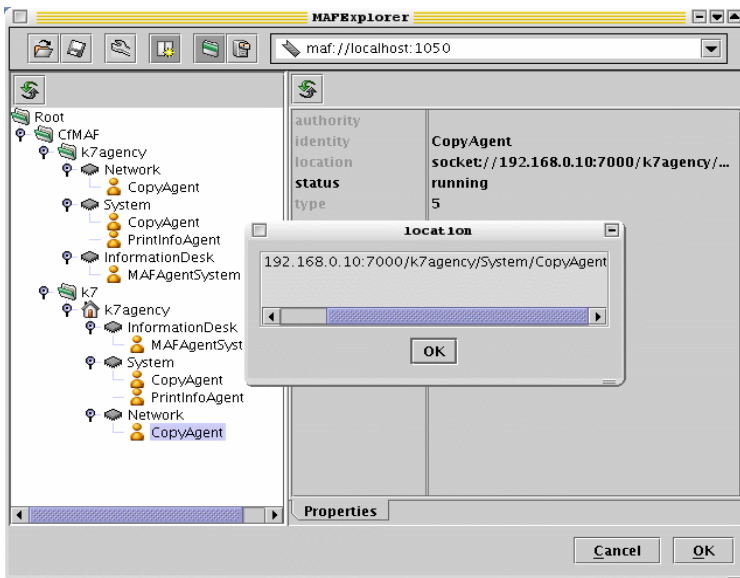 MAFExplorer
maf://localhost:1050
Root
CfMAF
k7agency
Network
CopyAgent
System
CopyAgent
PrintInfoAgent
InformationDesk
MAFAgentSystem
k7
k7agency
InformationDesk
MAFAgentSyst
System
CopyAgent
PrintInfoAgent
Network
CopyAgent
authority
identity CopyAgent
location socket://192.168.0.10:7000/k7agency/...
status running
type 5
location
192.168.0.10:7000/k7agency/System/CopyAgent
OK
Properties
Cancel OK